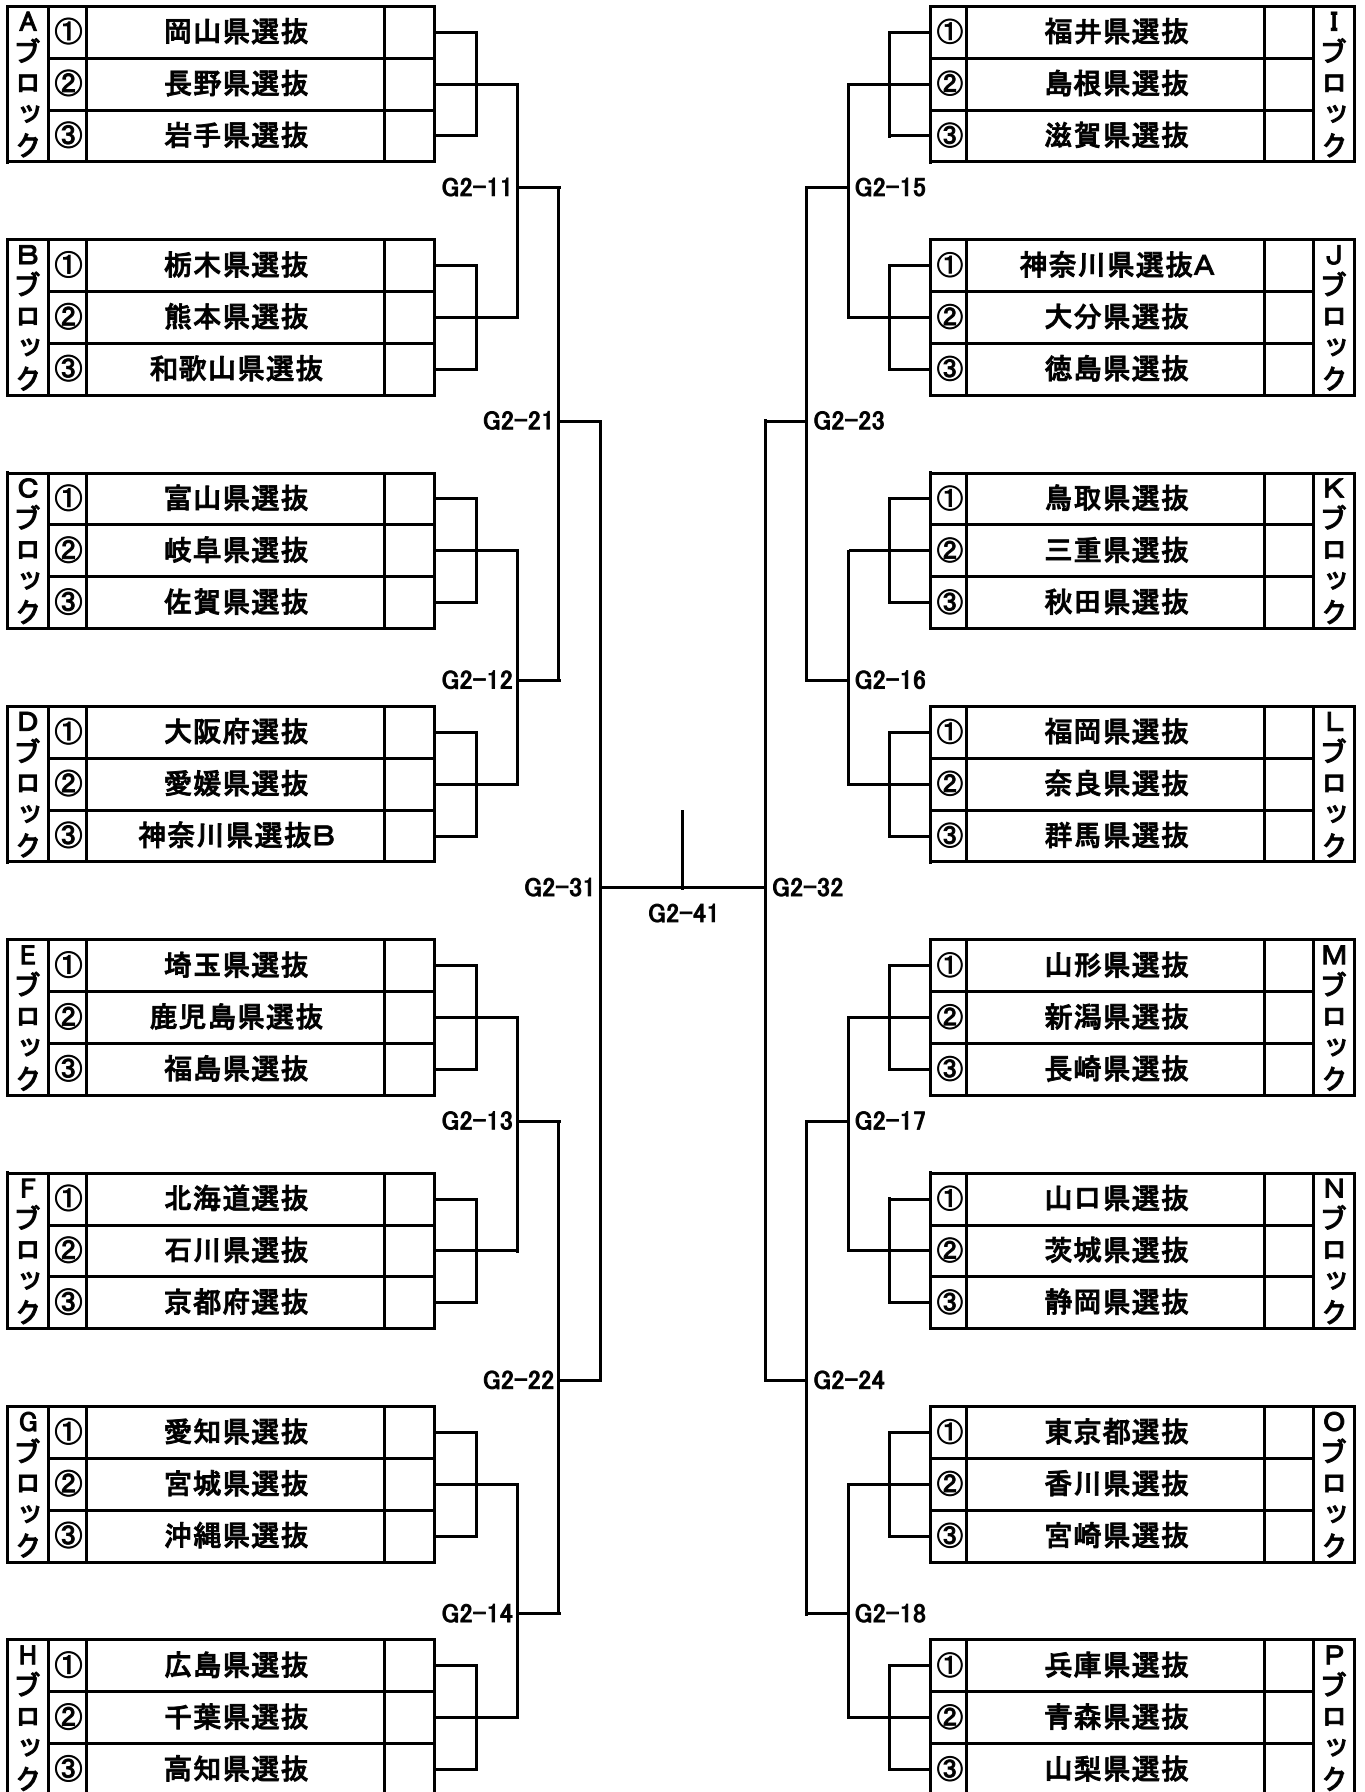 Aブロック
① 岡山県選抜
② 長野県選抜
③ 岩手県選抜
G2-11
Bブロック
① 栃木県選抜
② 熊本県選抜
③ 和歌山県選抜
G2-21
Cブロック
① 富山県選抜
② 岐阜県選抜
③ 佐賀県選抜
G2-12
Dブロック
① 大阪府選抜
② 愛媛県選抜
③ 神奈川県選抜B
G2-31
Eブロック
① 埼玉県選抜
② 鹿児島県選抜
③ 福島県選抜
G2-13
Fブロック
① 北海道選抜
② 石川県選抜
③ 京都府選抜
G2-22
Gブロック
① 愛知県選抜
② 宮城県選抜
③ 沖縄県選抜
G2-14
Hブロック
① 広島県選抜
② 千葉県選抜
③ 高知県選抜
G2-41
Iブロック
① 福井県選抜
② 島根県選抜
③ 滋賀県選抜
G2-15
Jブロック
① 神奈川県選抜A
② 大分県選抜
③ 徳島県選抜
G2-23
Kブロック
① 鳥取県選抜
② 三重県選抜
③ 秋田県選抜
G2-16
Lブロック
① 福岡県選抜
② 奈良県選抜
③ 群馬県選抜
G2-32
Mブロック
① 山形県選抜
② 新潟県選抜
③ 長崎県選抜
G2-17
Nブロック
① 山口県選抜
② 茨城県選抜
③ 静岡県選抜
G2-24
Oブロック
① 東京都選抜
② 香川県選抜
③ 宮崎県選抜
G2-18
Pブロック
① 兵庫県選抜
② 青森県選抜
③ 山梨県選抜